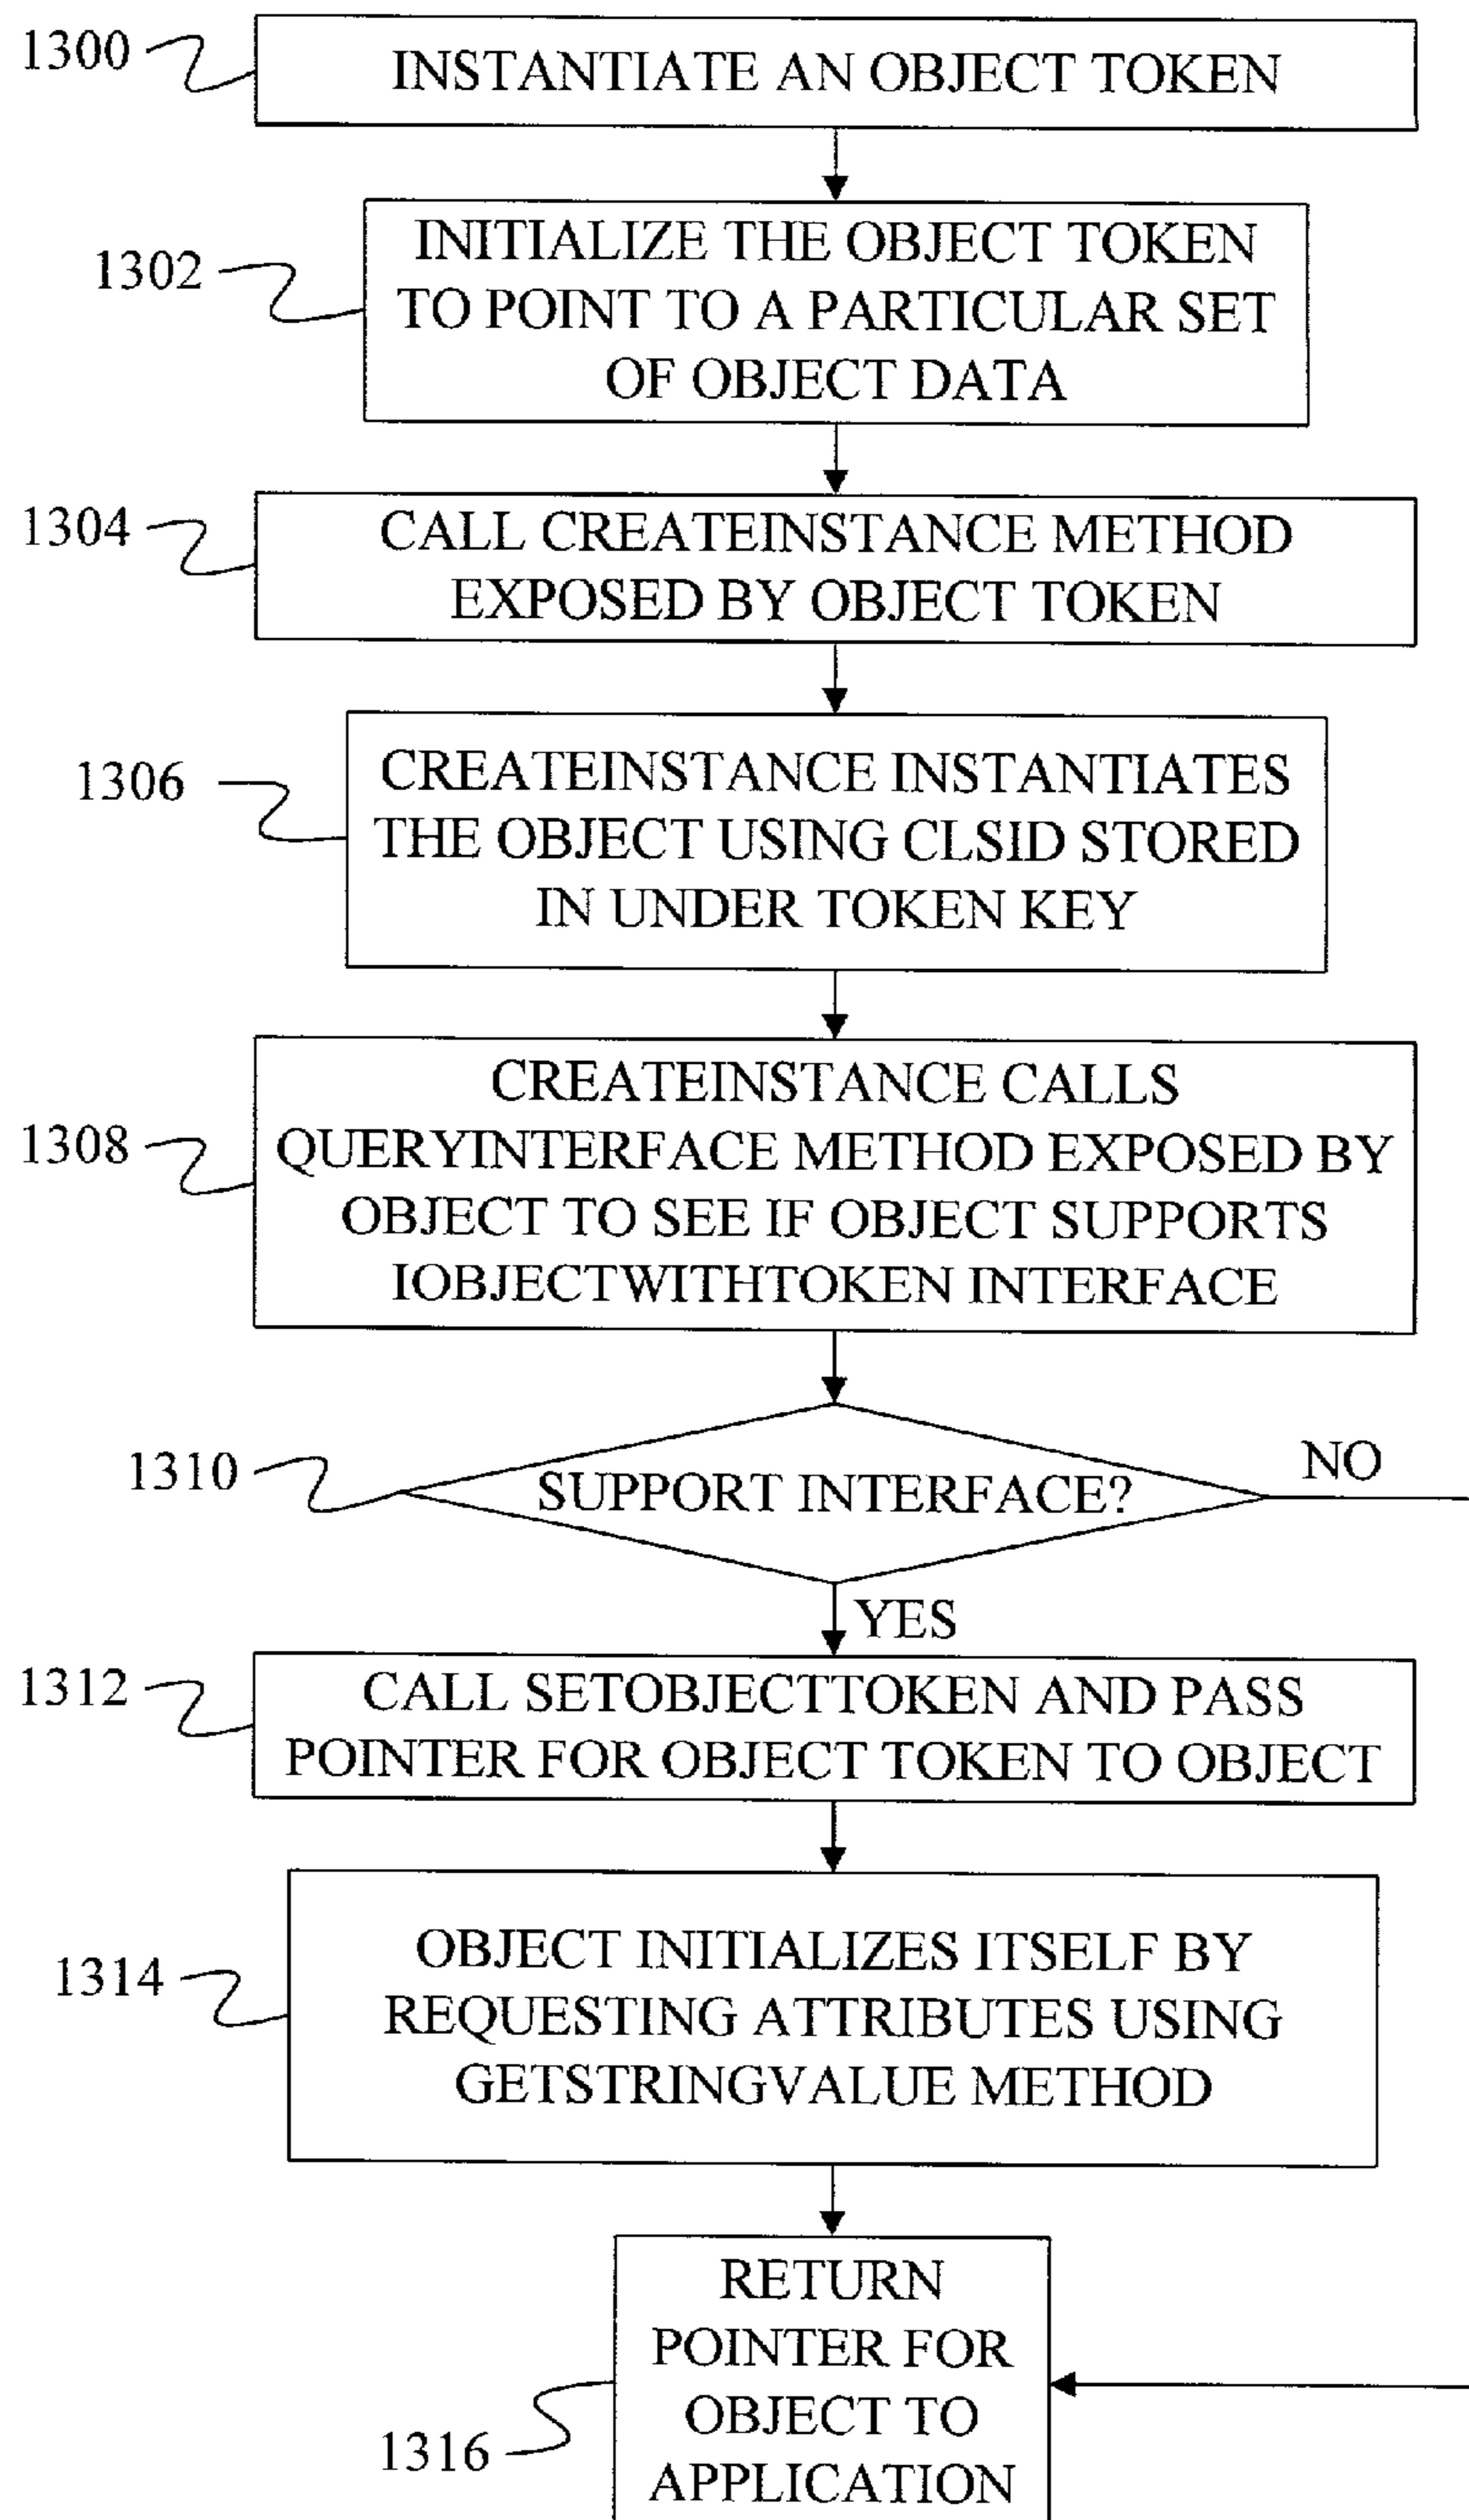 1300
INSTANTIATE AN OBJECT TOKEN
1302
INITIALIZE THE OBJECT TOKEN
TO POINT TO A PARTICULAR SET
OF OBJECT DATA
1304
CALL CREATEINSTANCE METHOD
EXPOSED BY OBJECT TOKEN
1306
CREATEINSTANCE INSTANTIATES
THE OBJECT USING CLSID STORED
IN UNDER TOKEN KEY
1308
CREATEINSTANCE CALLS
QUERYINTERFACE METHOD EXPOSED BY
OBJECT TO SEE IF OBJECT SUPPORTS
IOBJECTWITHTOKEN INTERFACE
1310
SUPPORT INTERFACE?
NO
YES
1312
CALL SETOBJECTTOKEN AND PASS
POINTER FOR OBJECT TOKEN TO OBJECT
1314
OBJECT INITIALIZES ITSELF BY
REQUESTING ATTRIBUTES USING
GETSTRINGVALUE METHOD
1316
RETURN
POINTER FOR
OBJECT TO
APPLICATION